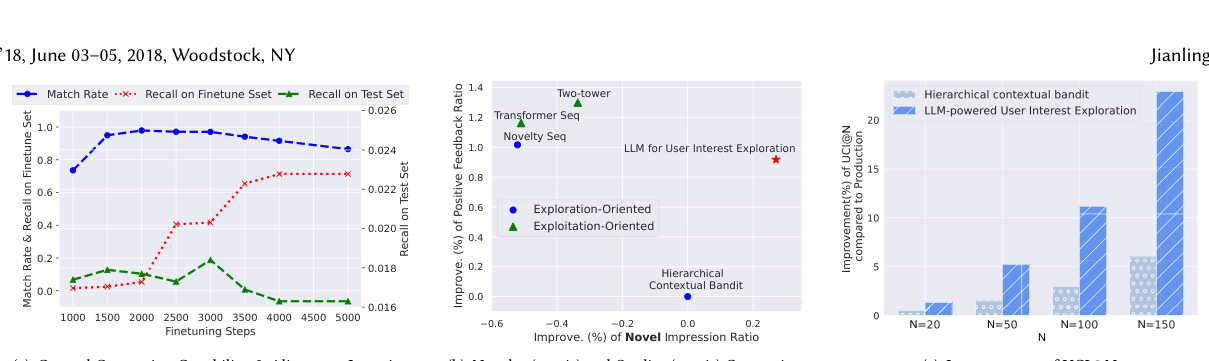 '18, June 03–05, 2018, Woodstock, NY
Jianling
Match Rate
Recall on Finetune Sset
Recall on Test Set
Match Rate & Recall on Finetune Set
1.0
0.8
0.6
0.4
0.2
0.0
0.026
0.024
0.022
0.020
0.018
0.016
Recall on Test Set
1000 1500 2000 2500 3000 3500 4000 5000
Finetuning Steps
Improve. (%) of Positive Feedback Ratio
1.4
1.2
1.0
0.8
0.6
0.4
0.2
0.0
Two-tower
Transformer Seq
Novelty Seq
LLM for User Interest Exploration
Exploration-Oriented
Exploitation-Oriented
Hierarchical
Contextual Bandit
−0.6 −0.4 −0.2 0.0 0.2
Improve. (%) of Novel Impression Ratio
Improvement(%) of UCI@N
compared to Production
20
15
10
5
0
Hierarchical contextual bandit
LLM-powered User Interest Exploration
N=20 N=50 N=100 N=150
N